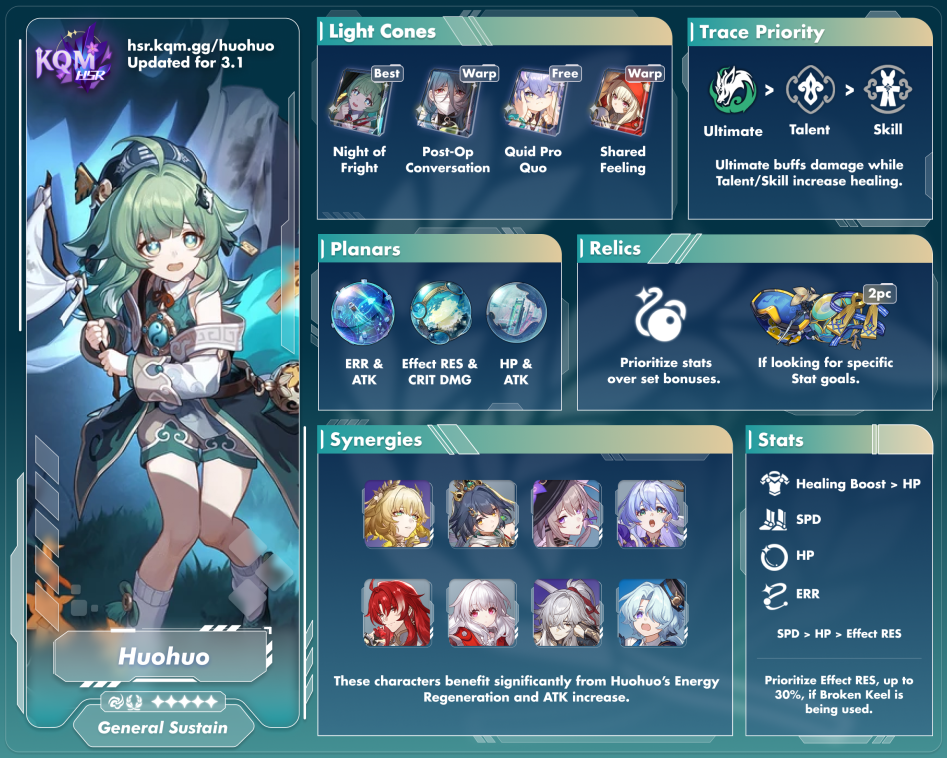 KQM
HSR
hsr.kqm.gg/huohuo
Updated for 3.1
Huohuo
General Sustain
Light Cones
Best
Warp
Free
Warp
Night of
Fright
Post-Op
Conversation
Quid Pro
Quo
Shared
Feeling
Trace Priority
> >
Ultimate
Talent
Skill
Ultimate buffs damage while
Talent/Skill increase healing.
Planars
ERR &
ATK
Effect RES &
CRIT DMG
HP &
ATK
Relics
2pc
Prioritize stats
over set bonuses.
If looking for specific
Stat goals.
Synergies
These characters benefit significantly from Huohuo's Energy
Regeneration and ATK increase.
Stats
Healing Boost > HP
SPD
HP
ERR
SPD > HP > Effect RES
Prioritize Effect RES, up to
30%, if Broken Keel is
being used.